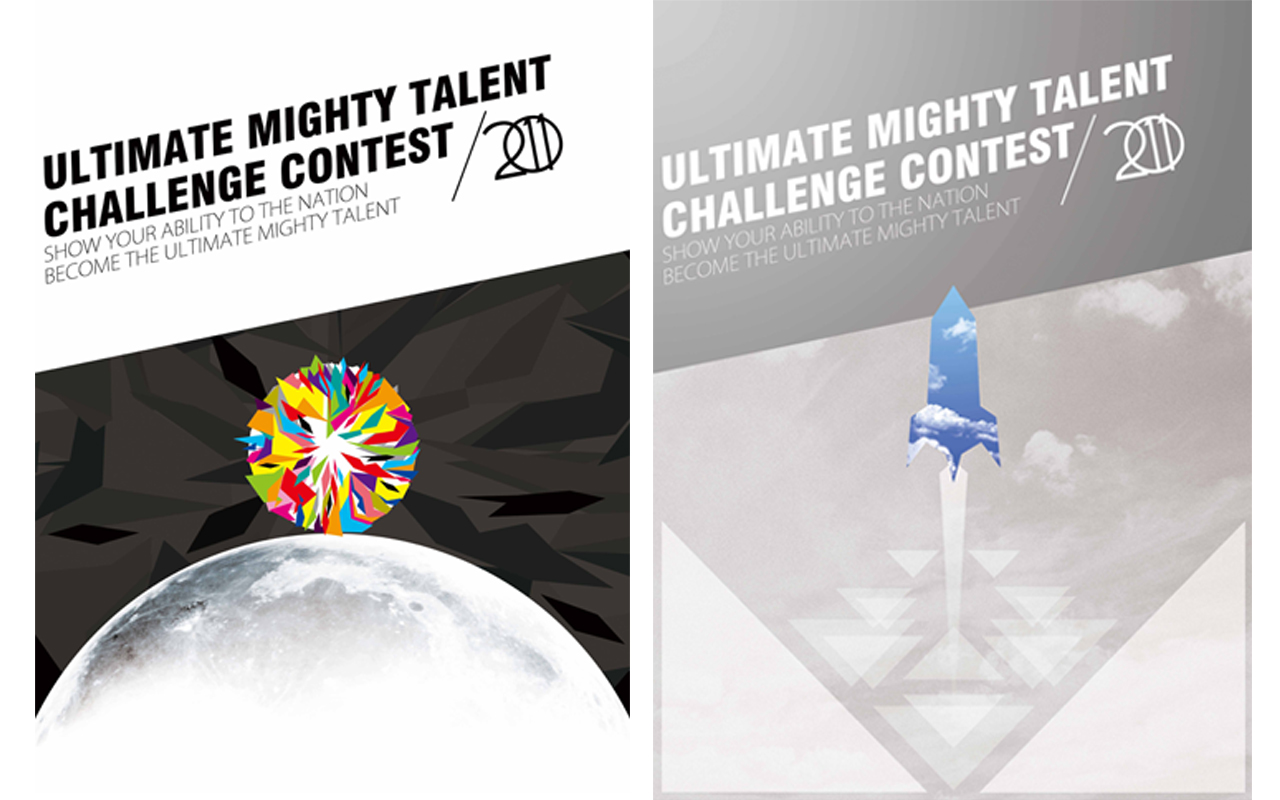 ULTIMATE MIGHTY TALENT
CHALLENGE CONTEST / 2011
SHOW YOUR ABILITY TO THE NATION
BECOME THE ULTIMATE MIGHTY TALENT
ULTIMATE MIGHTY TALENT
CHALLENGE CONTEST / 2011
SHOW YOUR ABILITY TO THE NATION
BECOME THE ULTIMATE MIGHTY TALENT